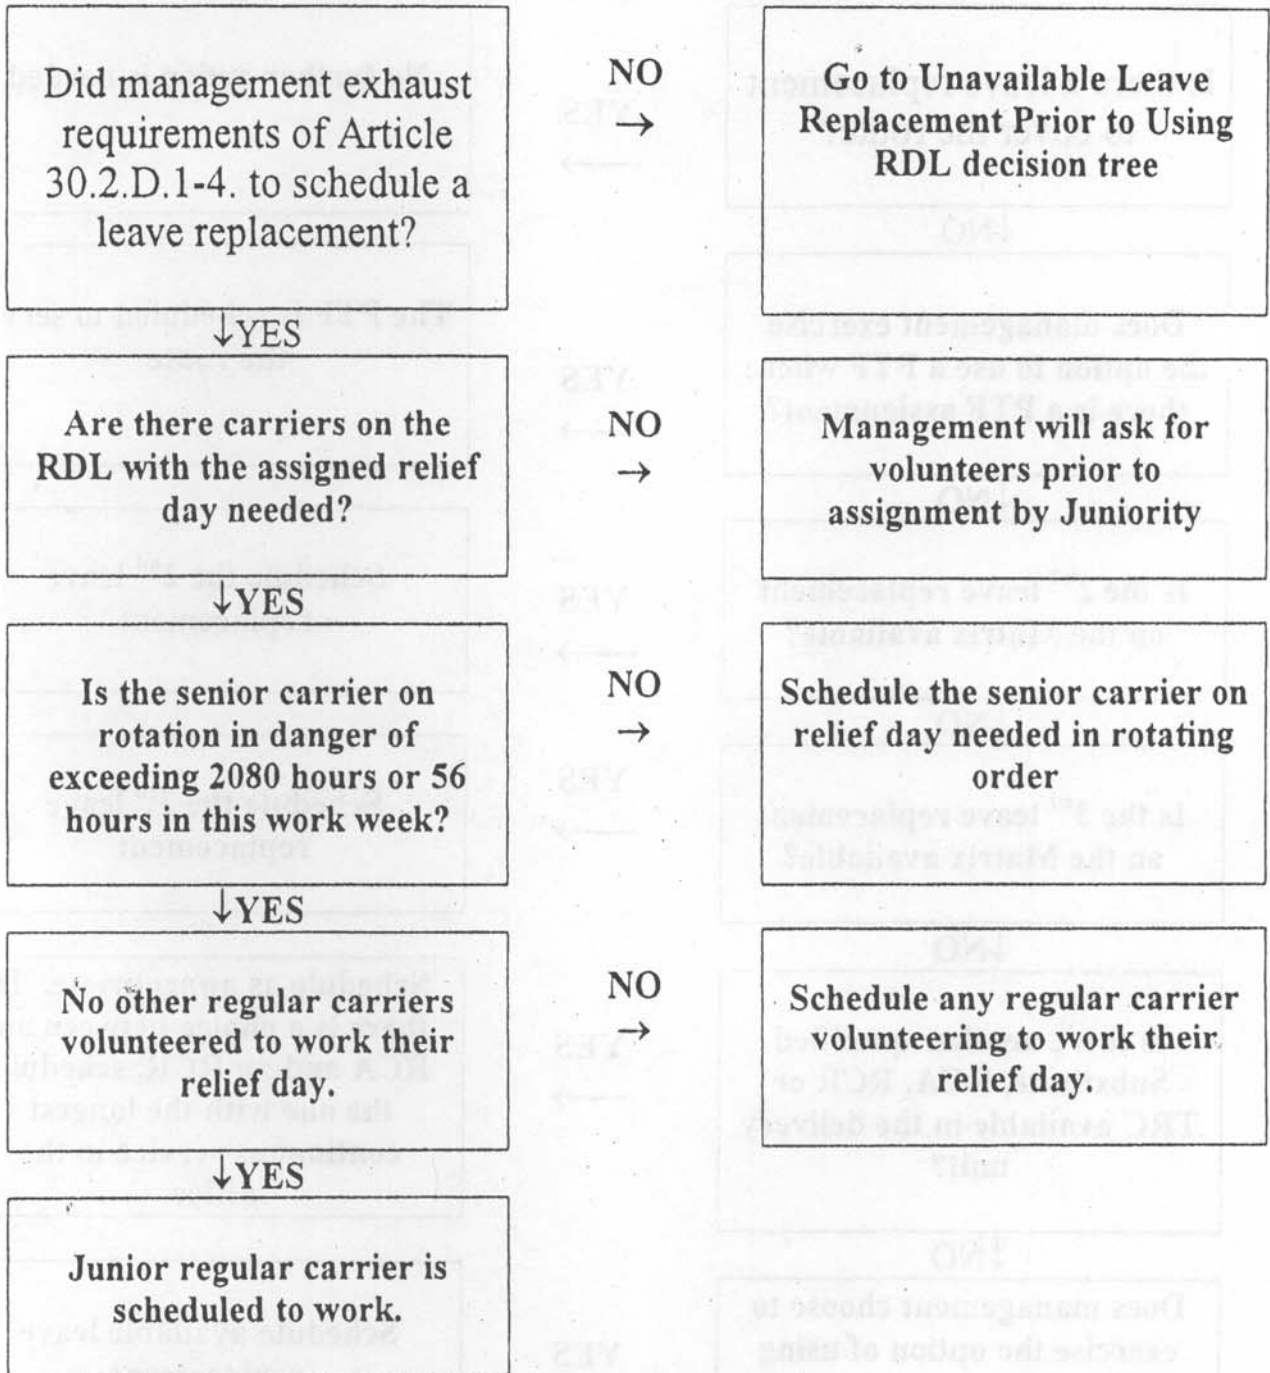 Did management exhaust
requirements of Article
30.2.D.1-4. to schedule a
leave replacement?
NO
→
Go to Unavailable Leave
Replacement Prior to Using
RDL decision tree
↓YES
Are there carriers on the
RDL with the assigned relief
day needed?
NO
→
Management will ask for
volunteers prior to
assignment by Juniority
↓YES
Is the senior carrier on
rotation in danger of
exceeding 2080 hours or 56
hours in this work week?
NO
→
Schedule the senior carrier on
relief day needed in rotating
order
↓YES
No other regular carriers
volunteered to work their
relief day.
NO
→
Schedule any regular carrier
volunteering to work their
relief day.
↓YES
Junior regular carrier is
scheduled to work.